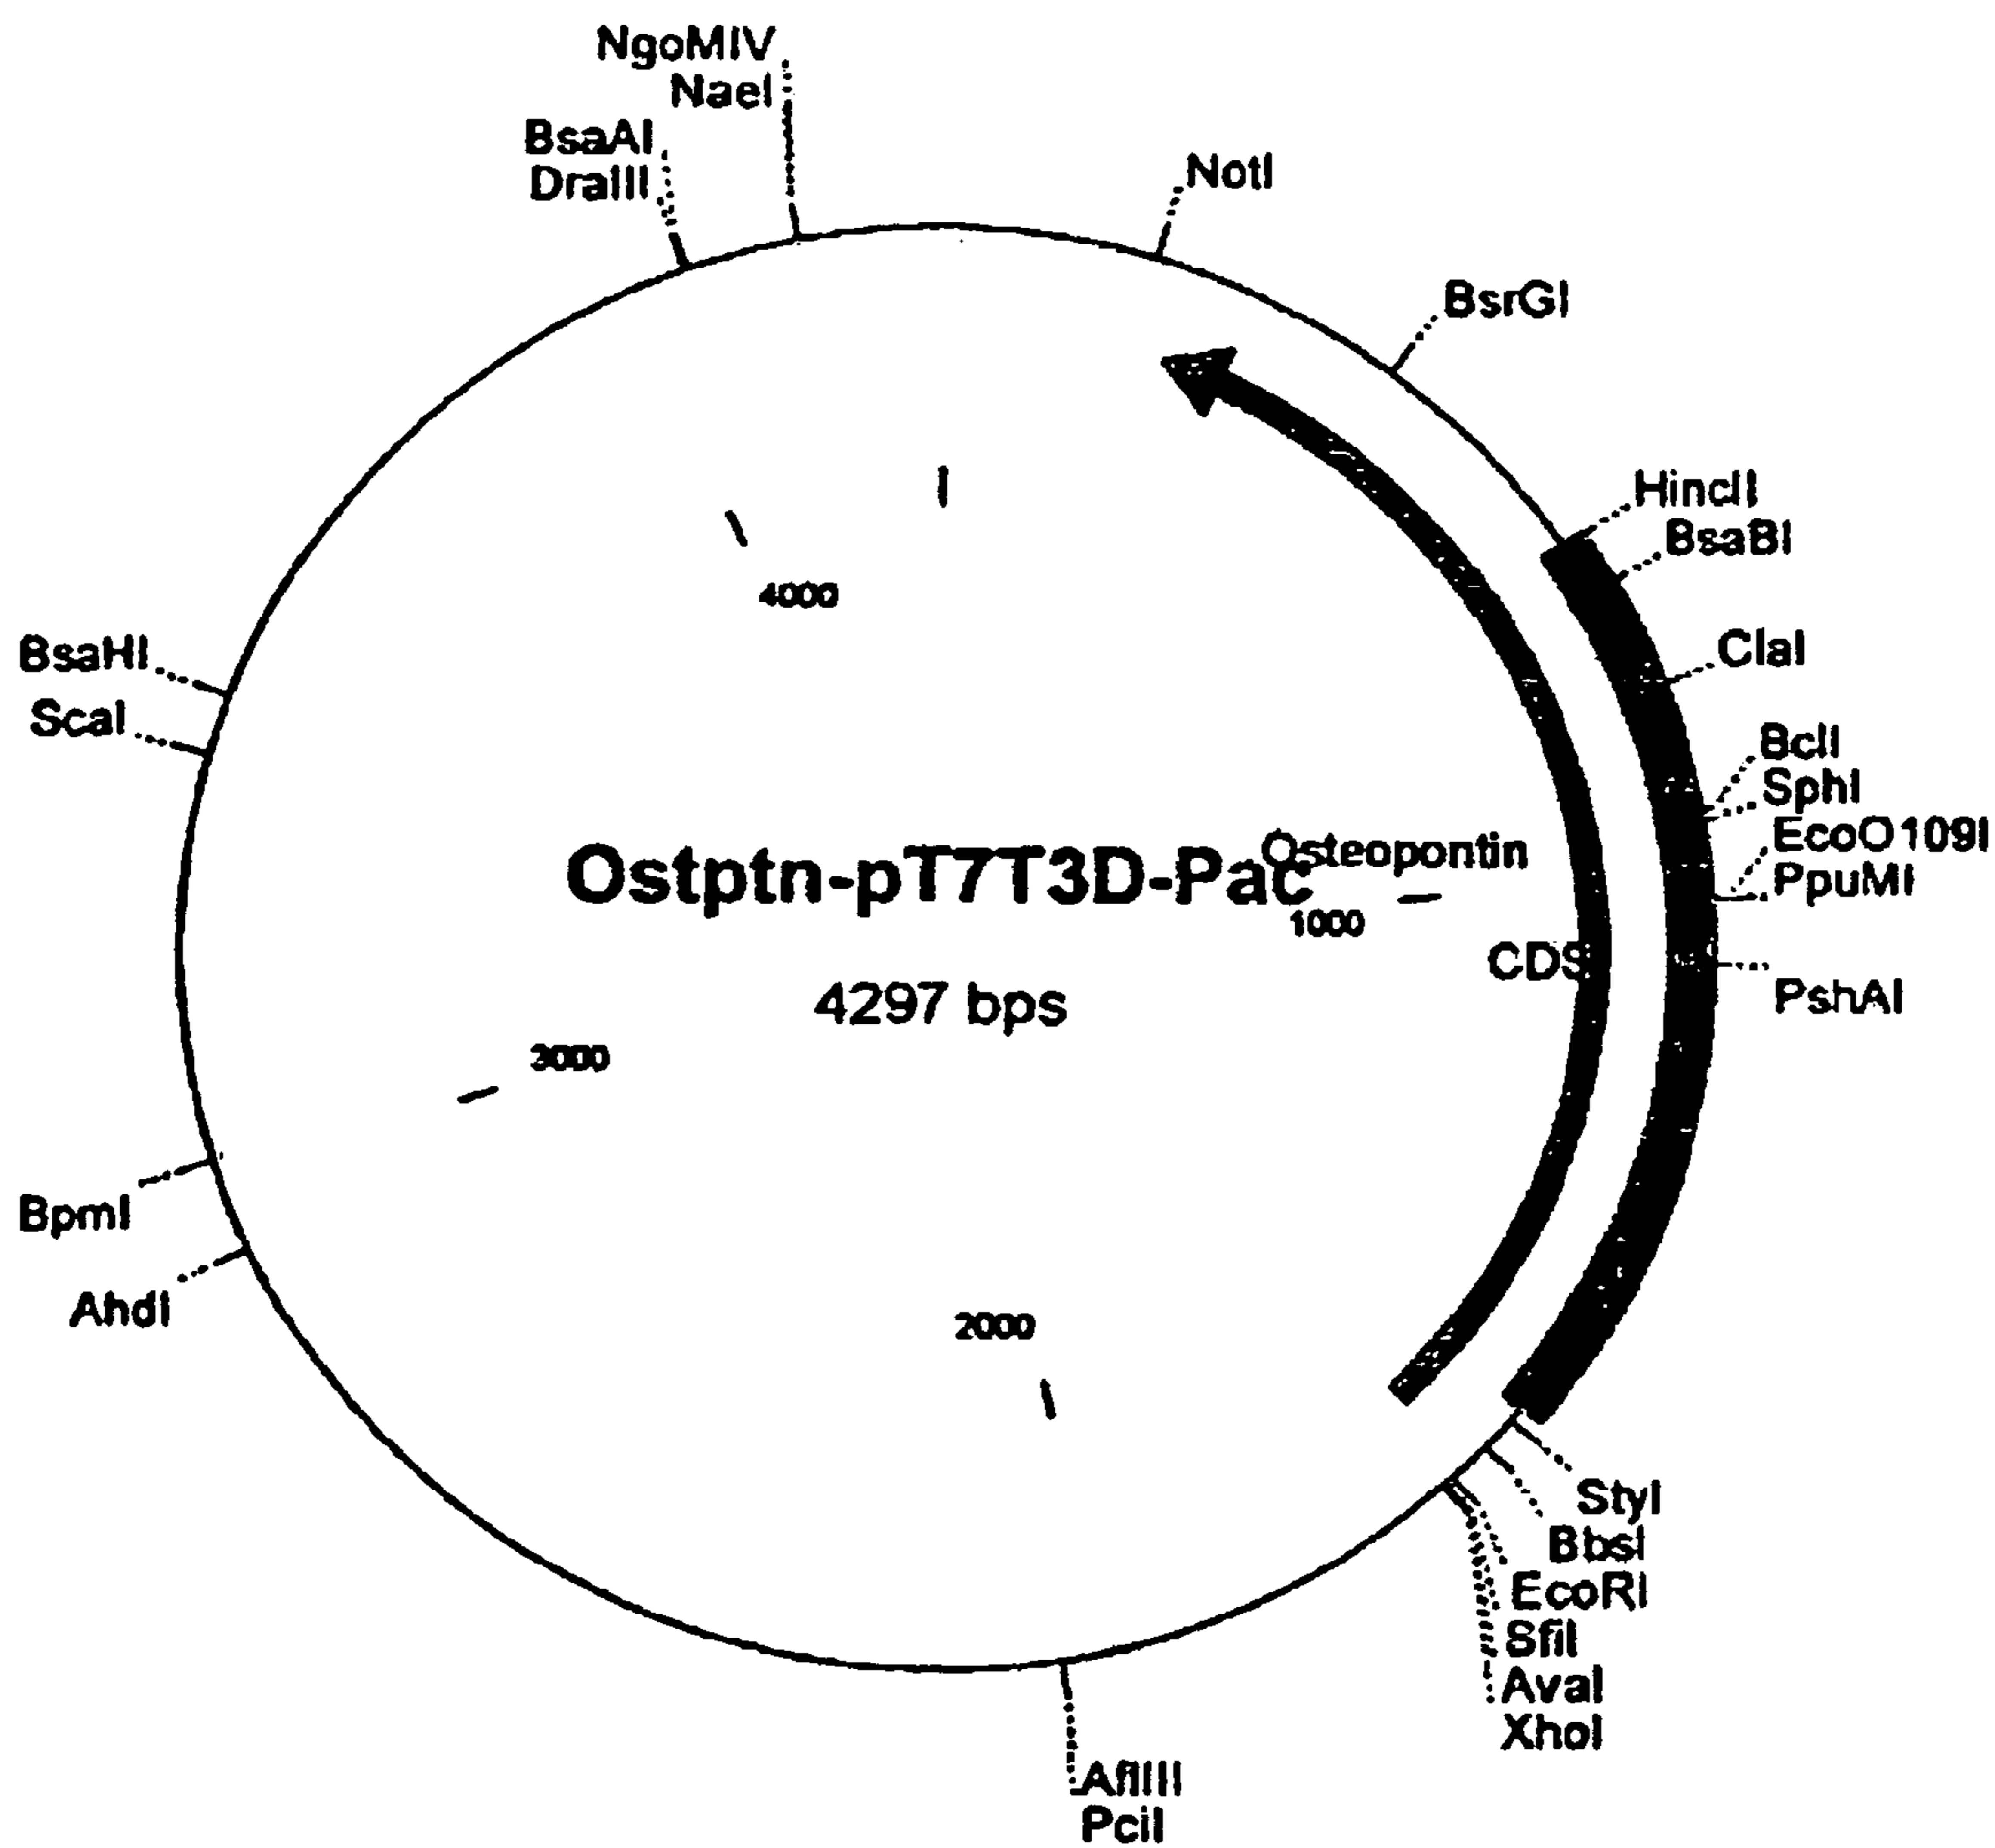 NgoMIV
NaeI
BsaAI
DraIII
NotI
BsrGI
HincII
BsaBI
ClaI
BclI
SphI
EcoO109I
PpuMI
PshAI
4000
BsaHI
ScaI
Osteopontin
Ostptn-pT7T3D-Pac
1000
CDS
4297 bps
3000
BpmI
AhdI
2000
StyI
BbsI
EcoRI
SfiI
AvaI
XhoI
AflIII
PciI